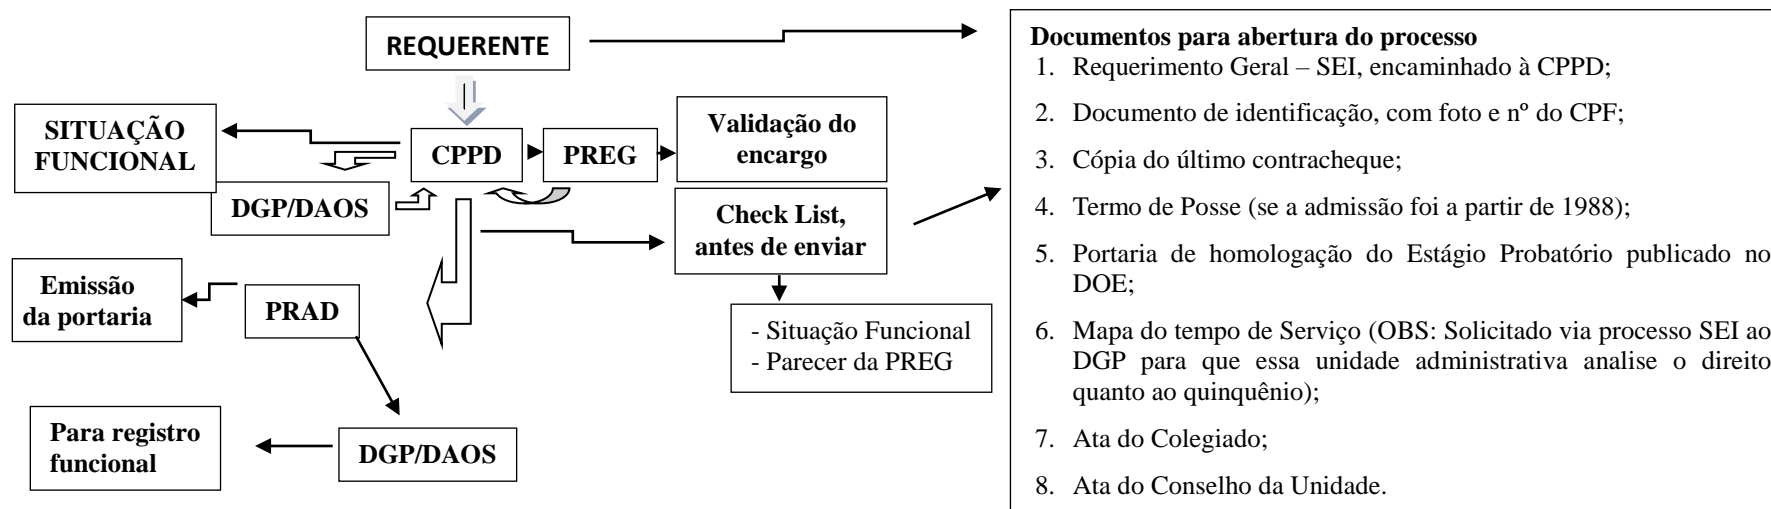 REQUERENTE
SITUAÇÃO
FUNCIONAL
CPPD
PREG
Validação do
encargo
DGP/DAOS
Check List,
antes de enviar
Emissão
da portaria
PRAD
- Situação Funcional
- Parecer da PREG
Para registro
funcional
DGP/DAOS
Documentos para abertura do processo
1. Requerimento Geral – SEI, encaminhado à CPPD;
2. Documento de identificação, com foto e nº do CPF;
3. Cópia do último contracheque;
4. Termo de Posse (se a admissão foi a partir de 1988);
5. Portaria de homologação do Estágio Probatório publicado no
DOE;
6. Mapa do tempo de Serviço (OBS: Solicitado via processo SEI ao
DGP para que essa unidade administrativa analise o direito
quanto ao quinquênio);
7. Ata do Colegiado;
8. Ata do Conselho da Unidade.